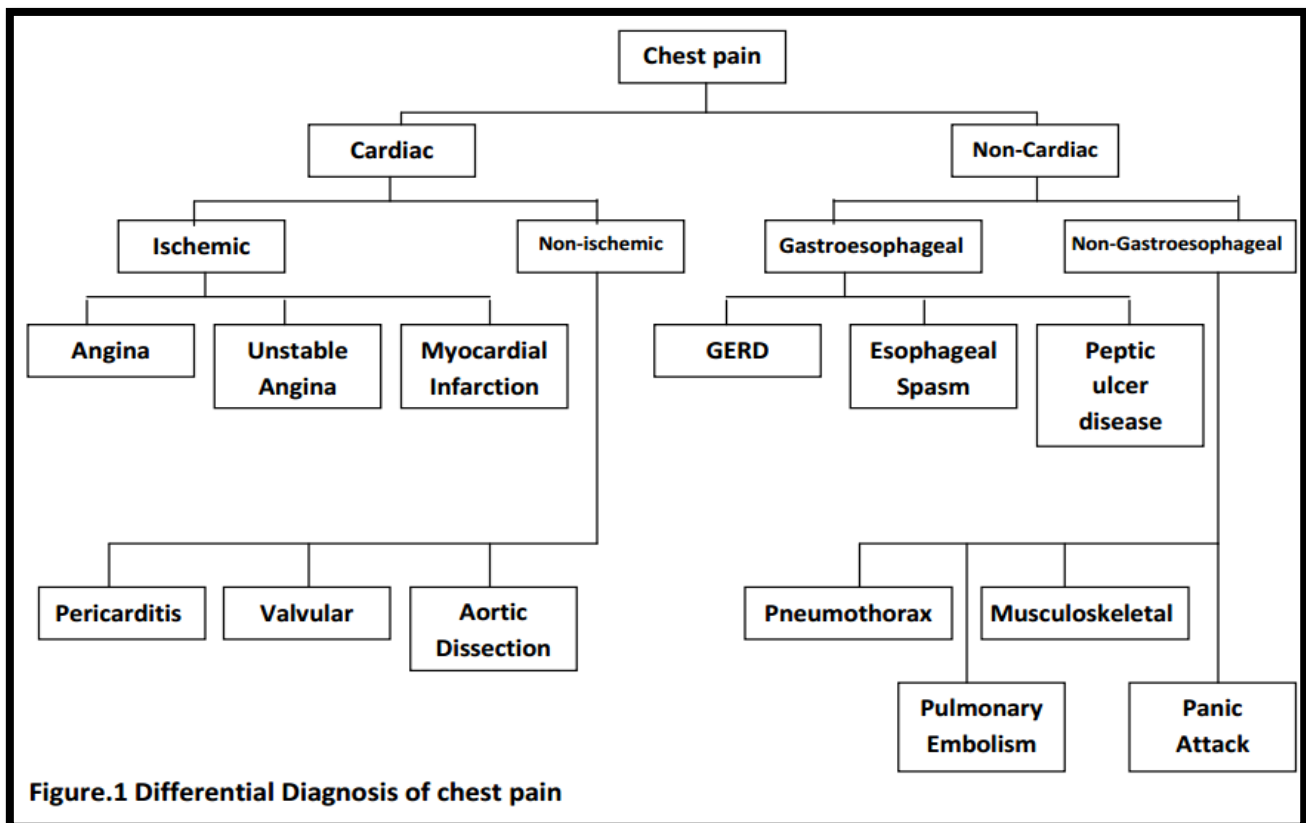 Chest pain
Cardiac
Non-Cardiac
Ischemic
Non-ischemic
Gastroesophageal
Non-Gastroesophageal
Angina
Unstable
Angina
Myocardial
Infarction
GERD
Esophageal
Spasm
Peptic
ulcer
disease
Pericarditis
Valvular
Aortic
Dissection
Pneumothorax
Musculoskeletal
Pulmonary
Embolism
Panic
Attack
Figure.1 Differential Diagnosis of chest pain